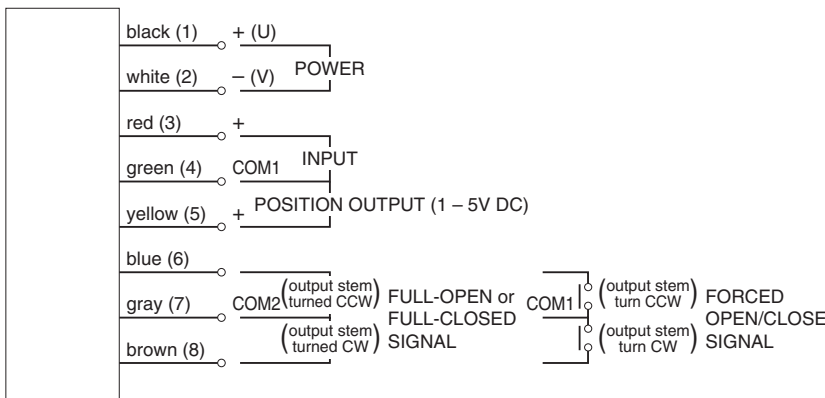 black (1) + (U)
POWER
white (2) – (V)
red (3) +
INPUT
green (4) COM1
POSITION OUTPUT (1 – 5V DC)
yellow (5) +
blue (6)
(output stem turned CCW)
gray (7) COM2
(output stem turned CW)
brown (8)
FULL-OPEN or
FULL-CLOSED
SIGNAL
COM1
(output stem turn CCW)
(output stem turn CW)
FORCED
OPEN/CLOSE
SIGNAL